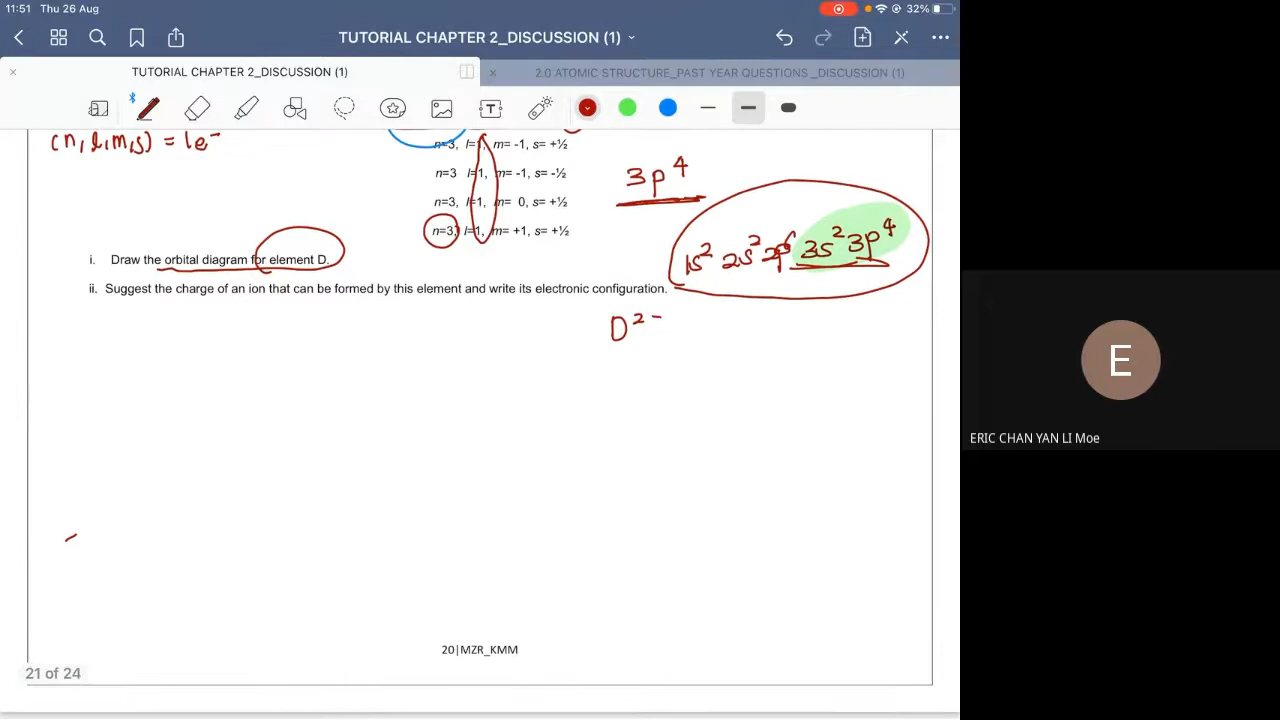 11:51 Thu 26 Aug
32%
TUTORIAL CHAPTER 2_DISCUSSION (1)
TUTORIAL CHAPTER 2_DISCUSSION (1)
2.0 ATOMIC STRUCTURE_PAST YEAR QUESTIONS _DISCUSSION (1)
(n, l, m, s) = 1e⁻
n=3, l=1, m= -1, s= +½
n=3 l=1, m= -1, s= -½
n=3, l=1, m= 0, s= +½
n=3, l=1, m= +1, s= +½
3p⁴
1s² 2s² 2p⁶ 3s² 3p⁴
i. Draw the orbital diagram for element D.
ii. Suggest the charge of an ion that can be formed by this element and write its electronic configuration.
D²⁻
20|MZR_KMM
21 of 24
E
ERIC CHAN YAN LI Moe